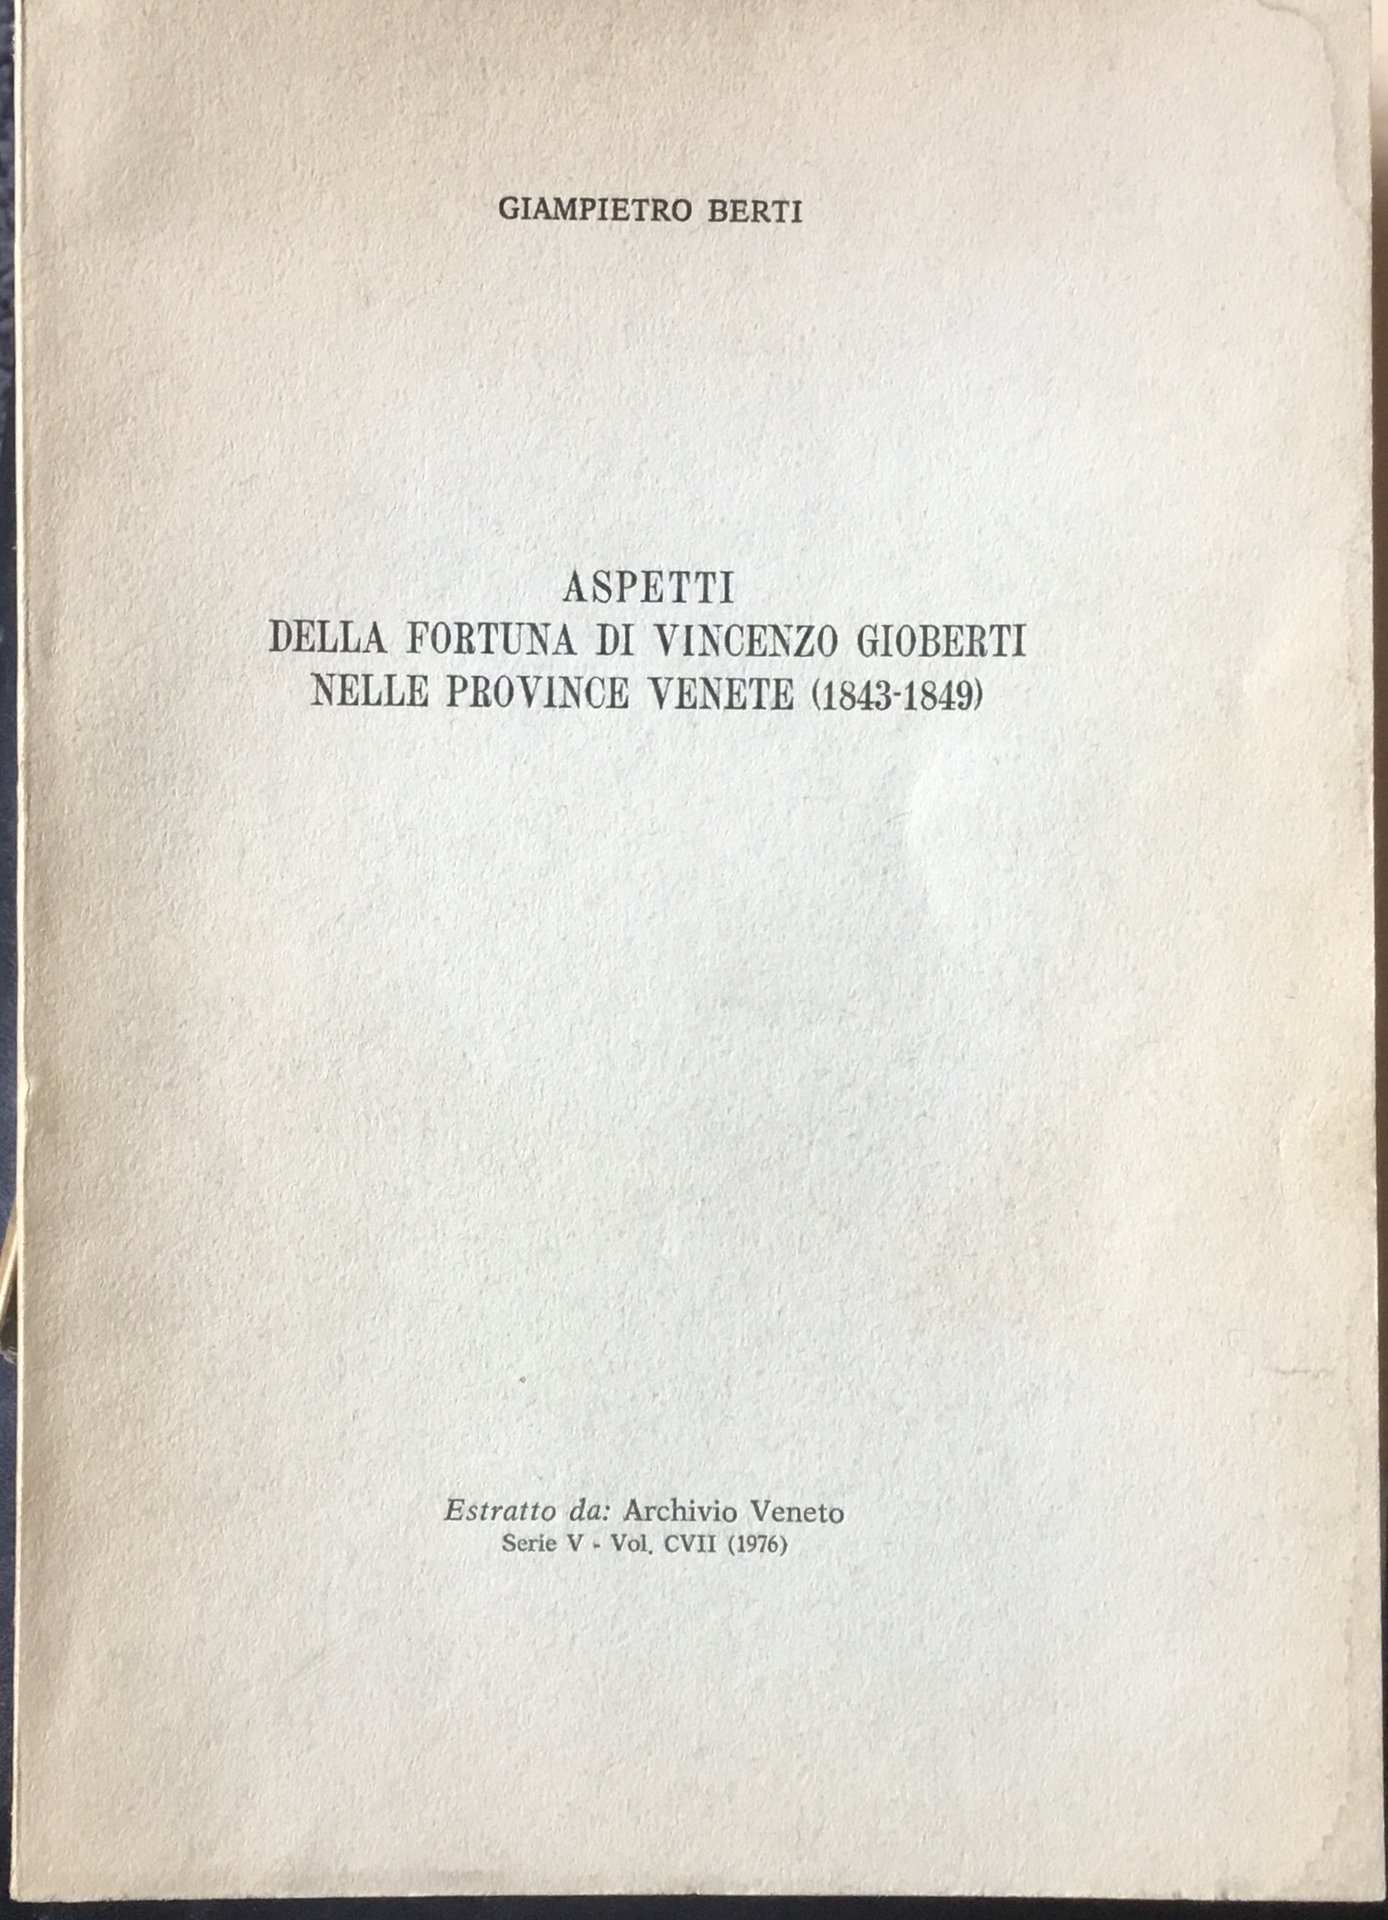 GIAMPIETRO BERTI
ASPETTI
DELLA FORTUNA DI VINCENZO GIOBERTI
NELLE PROVINCE VENETE (1843-1849)
Estratto da: Archivio Veneto
Serie V - Vol. CVII (1976)